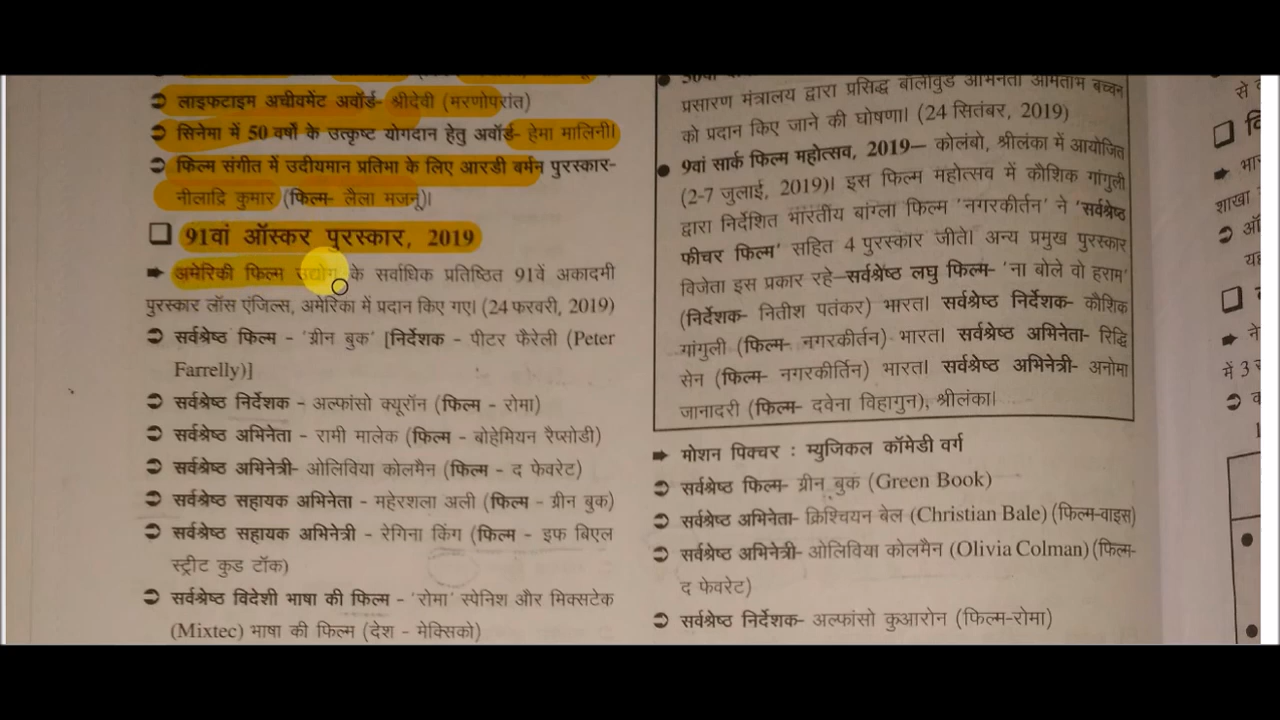 लाइफटाइम अचीवमेंट अवॉर्ड- श्रीदेवी (मरणोपरांत)
सिनेमा में 50 वर्षों के उत्कृष्ट योगदान हेतु अवॉर्ड- हेमा मालिनी।
फिल्म संगीत में उदीयमान प्रतिभा के लिए आरडी बर्मन पुरस्कार-
नीलाद्रि कुमार (फिल्म- लैला मजनू)।
91वां ऑस्कर पुरस्कार, 2019
अमेरिकी फिल्म उद्योग के सर्वाधिक प्रतिष्ठित 91वें अकादमी
पुरस्कार लॉस एंजिल्स, अमेरिका में प्रदान किए गए। (24 फरवरी, 2019)
सर्वश्रेष्ठ फिल्म - 'ग्रीन बुक' [निर्देशक - पीटर फैरेली (Peter
Farrelly)]
सर्वश्रेष्ठ निर्देशक - अल्फांसो क्यूरॉन (फिल्म - रोमा)
सर्वश्रेष्ठ अभिनेता - रामी मालेक (फिल्म - बोहेमियन रैप्सोडी)
सर्वश्रेष्ठ अभिनेत्री- ओलिविया कोलमैन (फिल्म - द फेवरेट)
सर्वश्रेष्ठ सहायक अभिनेता - महेरशला अली (फिल्म - ग्रीन बुक)
सर्वश्रेष्ठ सहायक अभिनेत्री - रेगिना किंग (फिल्म - इफ बिएल
स्ट्रीट कुड टॉक)
सर्वश्रेष्ठ विदेशी भाषा की फिल्म - 'रोमा' स्पेनिश और मिक्सटेक
(Mixtec) भाषा की फिल्म (देश - मेक्सिको)
प्रसारण मंत्रालय द्वारा प्रसिद्ध बॉलीवुड अभिनेता अमिताभ बच्चन
को प्रदान किए जाने की घोषणा। (24 सितंबर, 2019)
9वां सार्क फिल्म महोत्सव, 2019– कोलंबो, श्रीलंका में आयोजित
(2-7 जुलाई, 2019)। इस फिल्म महोत्सव में कौशिक गांगुली
द्वारा निर्देशित भारतीय बांग्ला फिल्म 'नगरकीर्तन' ने 'सर्वश्रेष्ठ
फीचर फिल्म' सहित 4 पुरस्कार जीते। अन्य प्रमुख पुरस्कार
विजेता इस प्रकार रहे–सर्वश्रेष्ठ लघु फिल्म- 'ना बोले वो हराम'
(निर्देशक- नितीश पतंकर) भारत। सर्वश्रेष्ठ निर्देशक- कौशिक
गांगुली (फिल्म- नगरकीर्तन) भारत। सर्वश्रेष्ठ अभिनेता- रिद्धि
सेन (फिल्म- नगरकीर्तिन) भारत। सर्वश्रेष्ठ अभिनेत्री- अनोमा
जानादरी (फिल्म- दवेना विहागुन), श्रीलंका।
मोशन पिक्चर : म्युजिकल कॉमेडी वर्ग
सर्वश्रेष्ठ फिल्म- ग्रीन बुक (Green Book)
सर्वश्रेष्ठ अभिनेता- क्रिश्चियन बेल (Christian Bale) (फिल्म-वाइस)
सर्वश्रेष्ठ अभिनेत्री- ओलिविया कोलमैन (Olivia Colman) (फिल्म-
द फेवरेट)
सर्वश्रेष्ठ निर्देशक- अल्फांसो कुआरोन (फिल्म-रोमा)